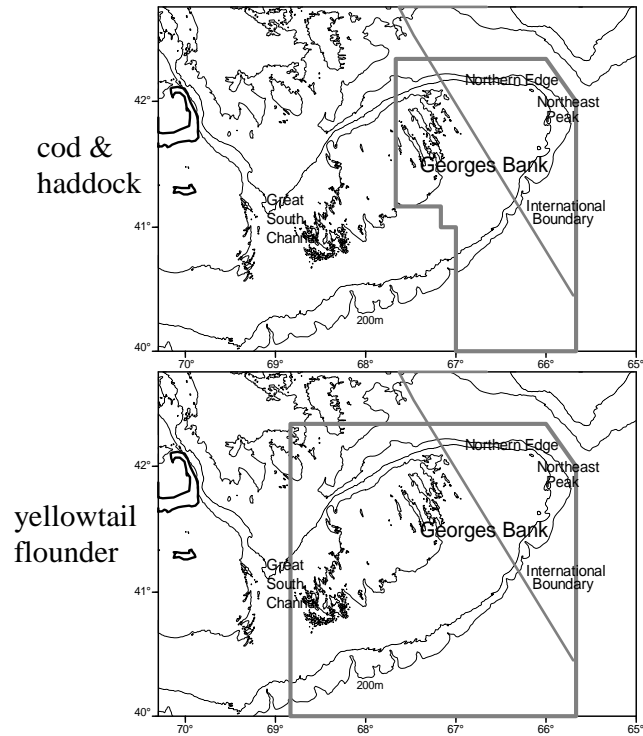 cod &
haddock
42°
41°
40°
Northern Edge
Northeast
Peak
Georges Bank
Great
South
Channel
International
Boundary
200m
70°
69°
68°
67°
66°
65°
yellowtail
flounder
42°
41°
40°
Northern Edge
Northeast
Peak
Georges Bank
Great
South
Channel
International
Boundary
200m
70°
69°
68°
67°
66°
65°